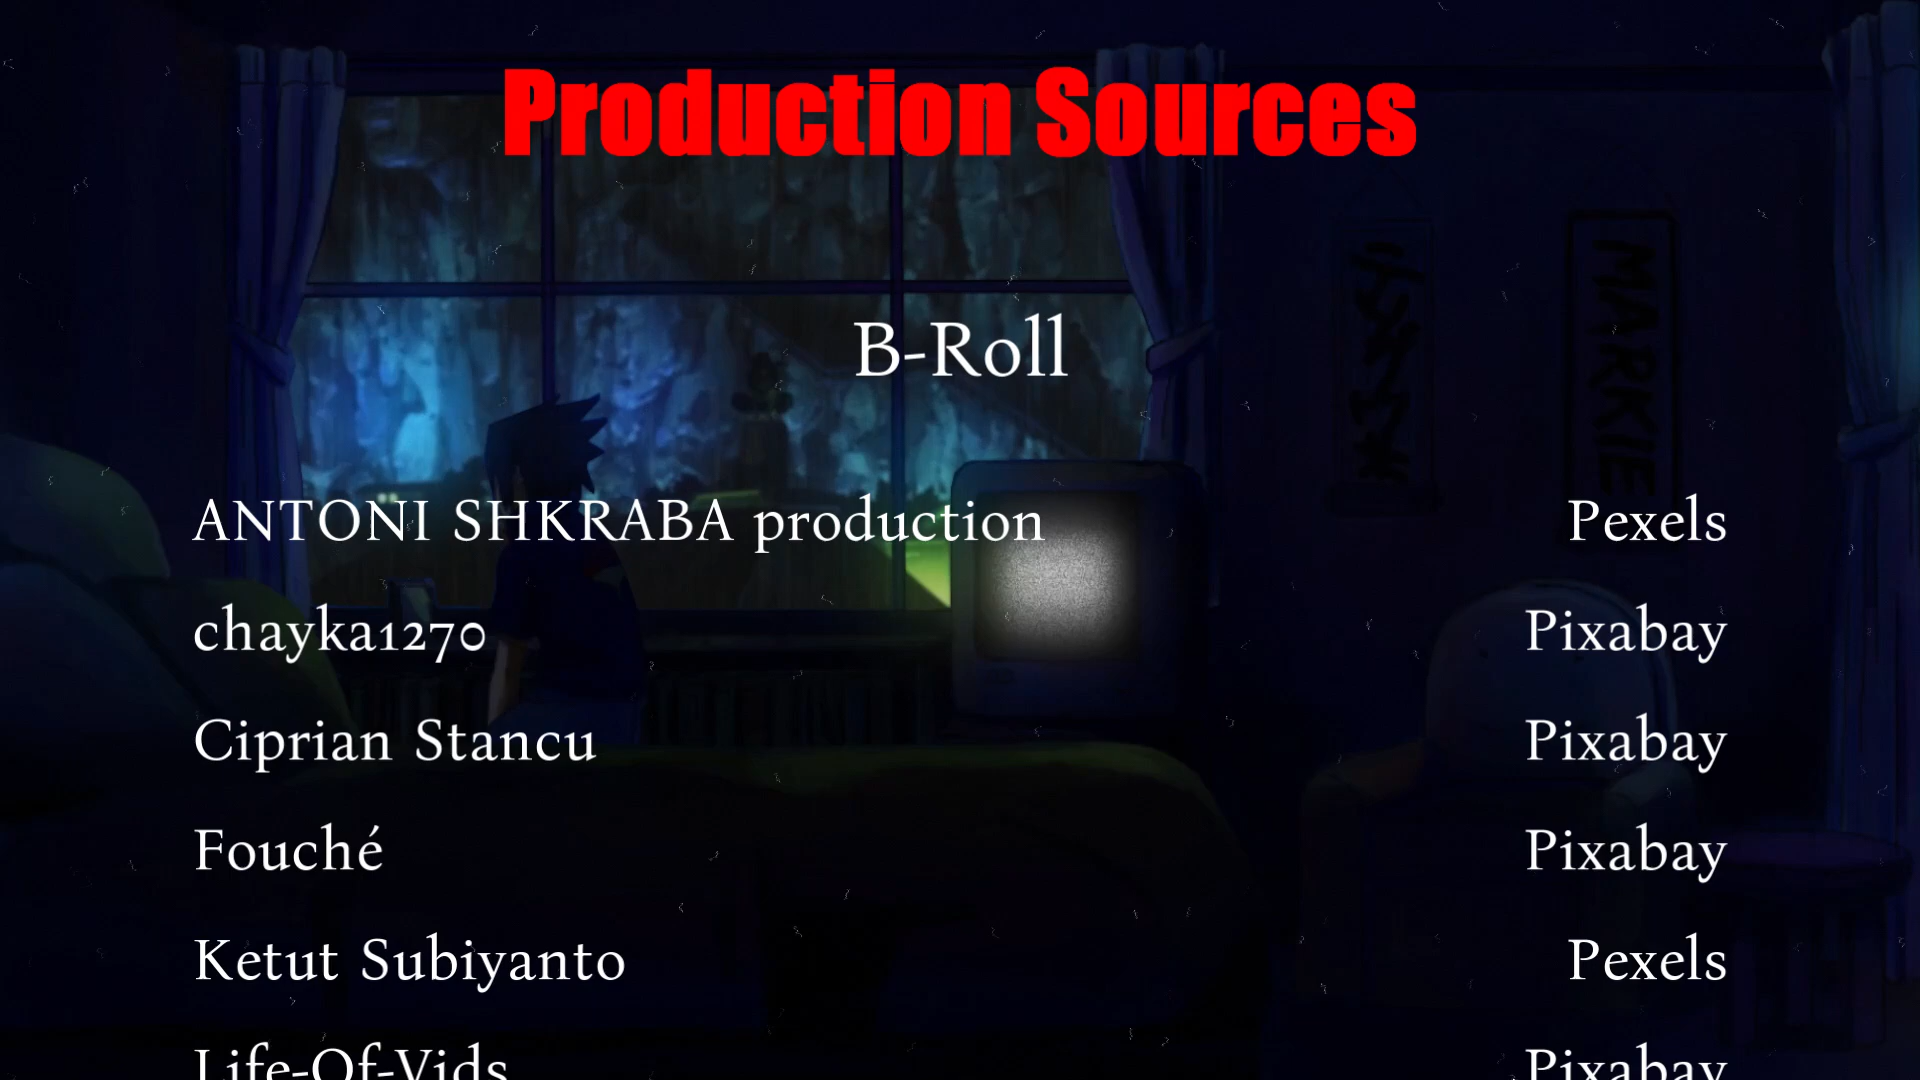 Production Sources
B-Roll
MARKIE
ANTONI SHKRABA production Pexels
chayka1270 Pixabay
Ciprian Stancu Pixabay
Fouché Pixabay
Ketut Subiyanto Pexels
Life-Of-Vids Pixabay